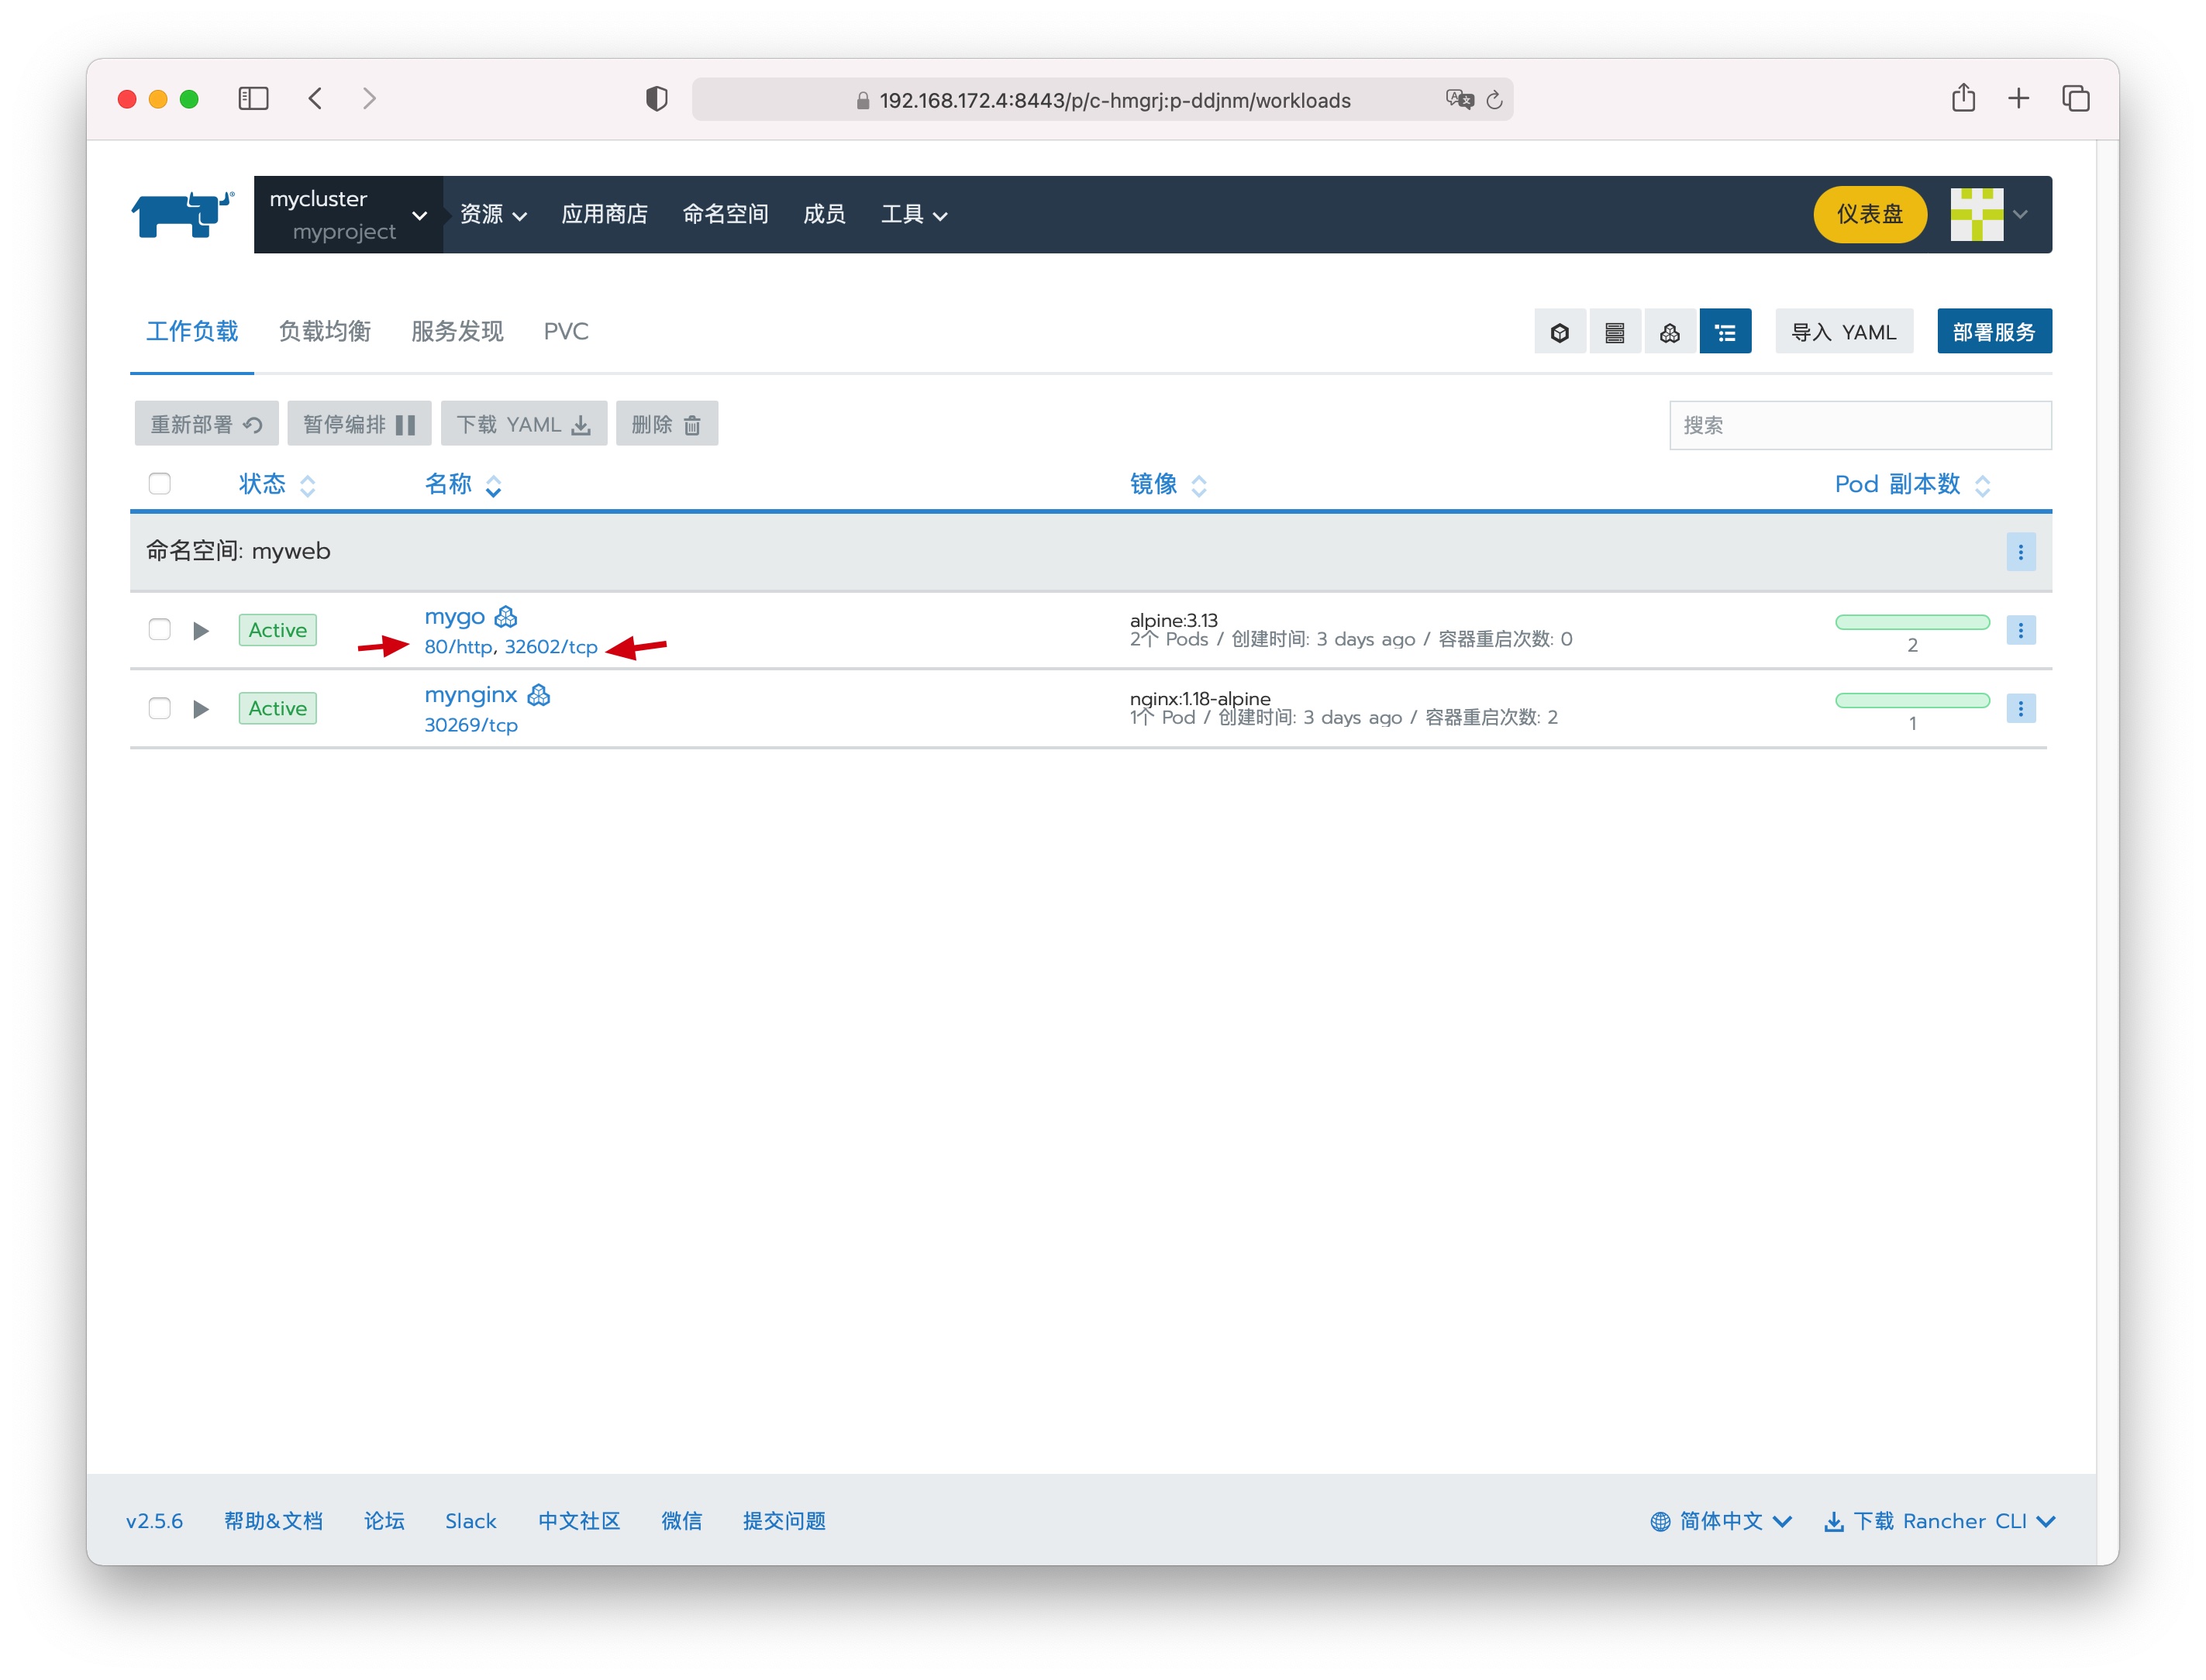 192.168.172.4:8443/p/c-hmgrj:p-ddjnm/workloads
mycluster
myproject
资源
应用商店
命名空间
成员
工具
仪表盘
工作负载
负载均衡
服务发现
PVC
导入 YAML
部署服务
重新部署
暂停编排
下载 YAML
删除
搜索
状态
名称
镜像
Pod 副本数
命名空间: myweb
Active
mygo
80/http, 32602/tcp
alpine:3.13
2个 Pods / 创建时间: 3 days ago / 容器重启次数: 0
2
Active
mynginx
30269/tcp
nginx:1.18-alpine
1个 Pod / 创建时间: 3 days ago / 容器重启次数: 2
1
v2.5.6
帮助&文档
论坛
Slack
中文社区
微信
提交问题
简体中文
下载 Rancher CLI